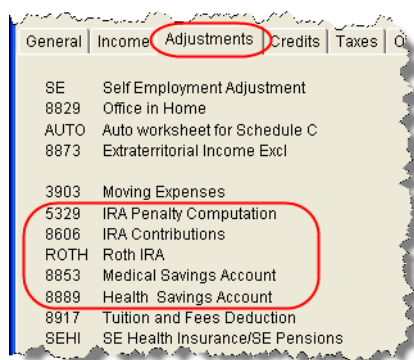 General Income Adjustments Credits Taxes
SE Self Employment Adjustment
8829 Office in Home
AUTO Auto worksheet for Schedule C
8873 Extraterritorial Income Excl
3903 Moving Expenses
5329 IRA Penalty Computation
8606 IRA Contributions
ROTH Roth IRA
8853 Medical Savings Account
8889 Health Savings Account
8917 Tuition and Fees Deduction
SEHI SE Health Insurance/SE Pensions